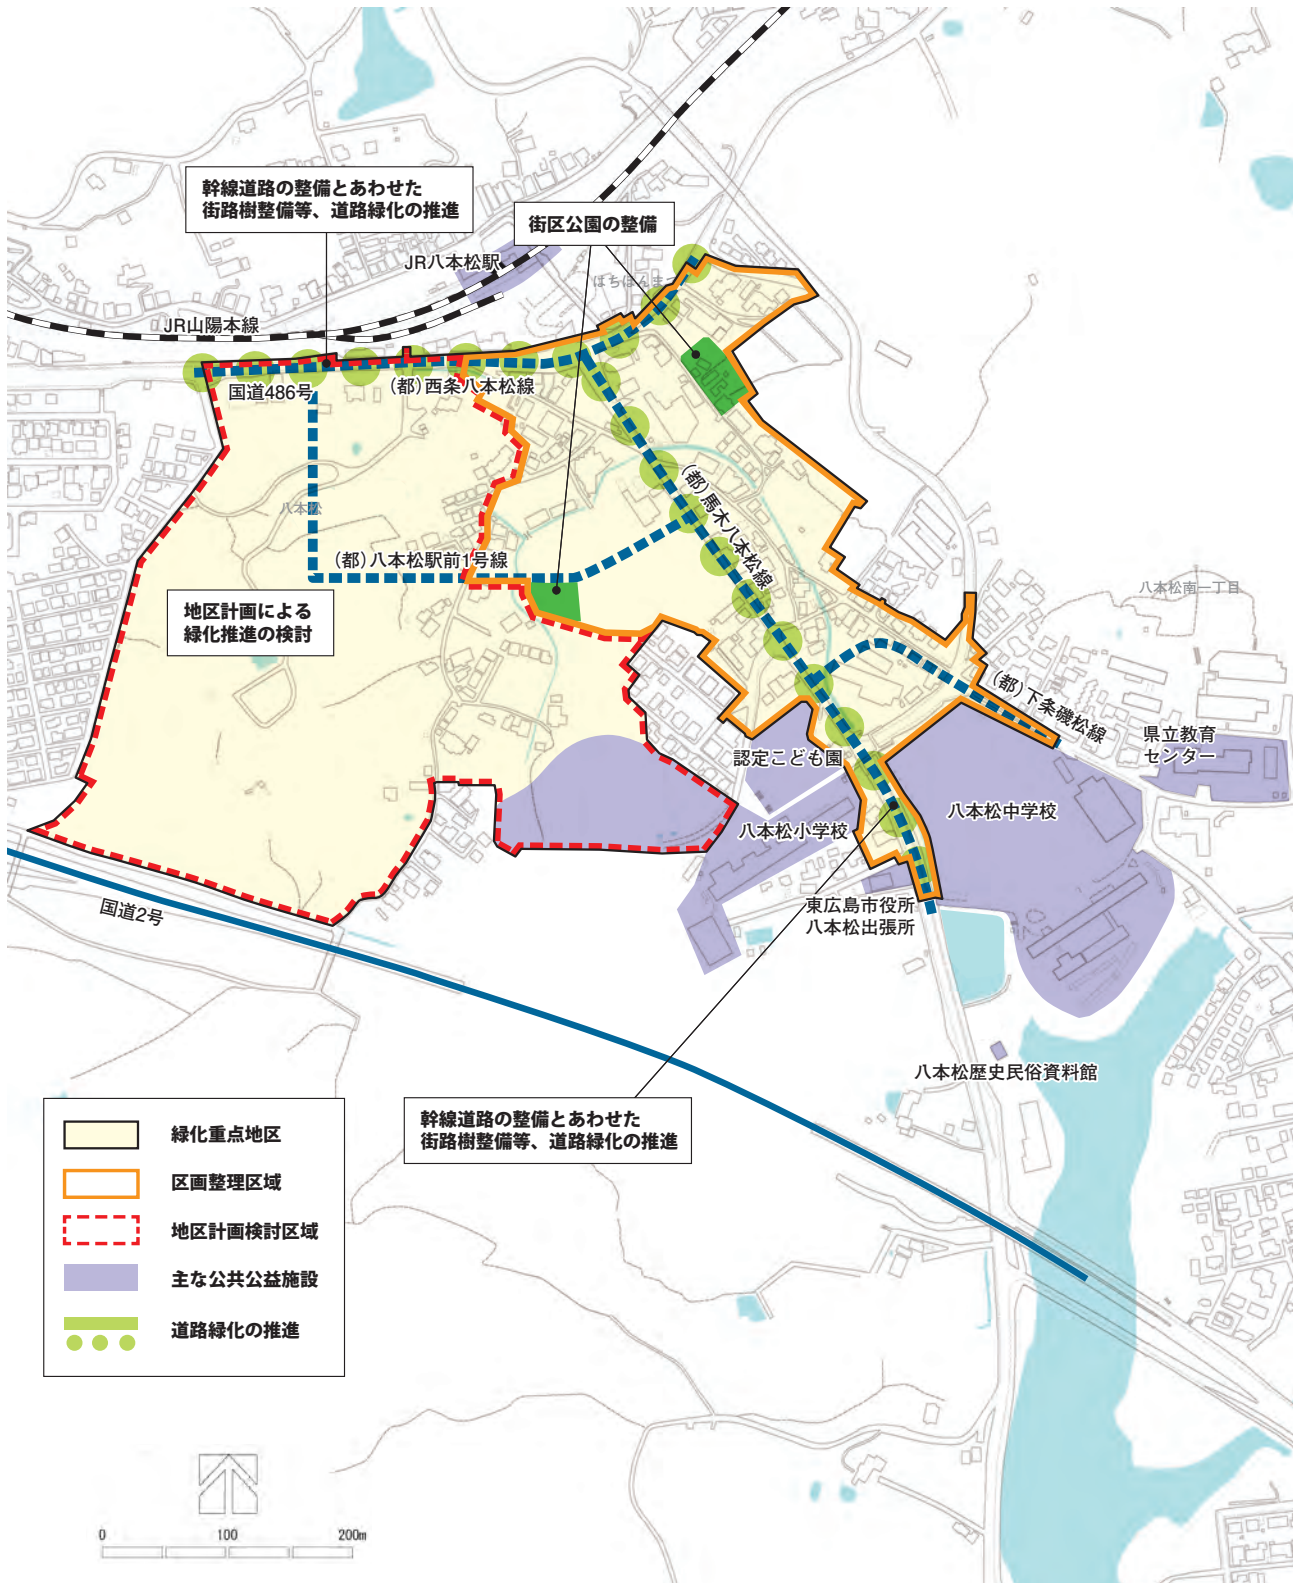 幹線道路の整備とあわせた
街路樹整備等、道路緑化の推進
街区公園の整備
JR八本松駅
はちほんまつ
JR山陽本線
国道486号
(都)西条八本松線
(都)馬木八本松線
八本松
(都)八本松駅前1号線
八本松南一丁目
地区計画による
緑化推進の検討
(都)下条磯松線
県立教育
センター
認定こども園
八本松中学校
八本松小学校
東広島市役所
八本松出張所
国道2号
八本松歴史民俗資料館
幹線道路の整備とあわせた
街路樹整備等、道路緑化の推進
緑化重点地区
区画整理区域
地区計画検討区域
主な公共公益施設
道路緑化の推進
0 100 200m